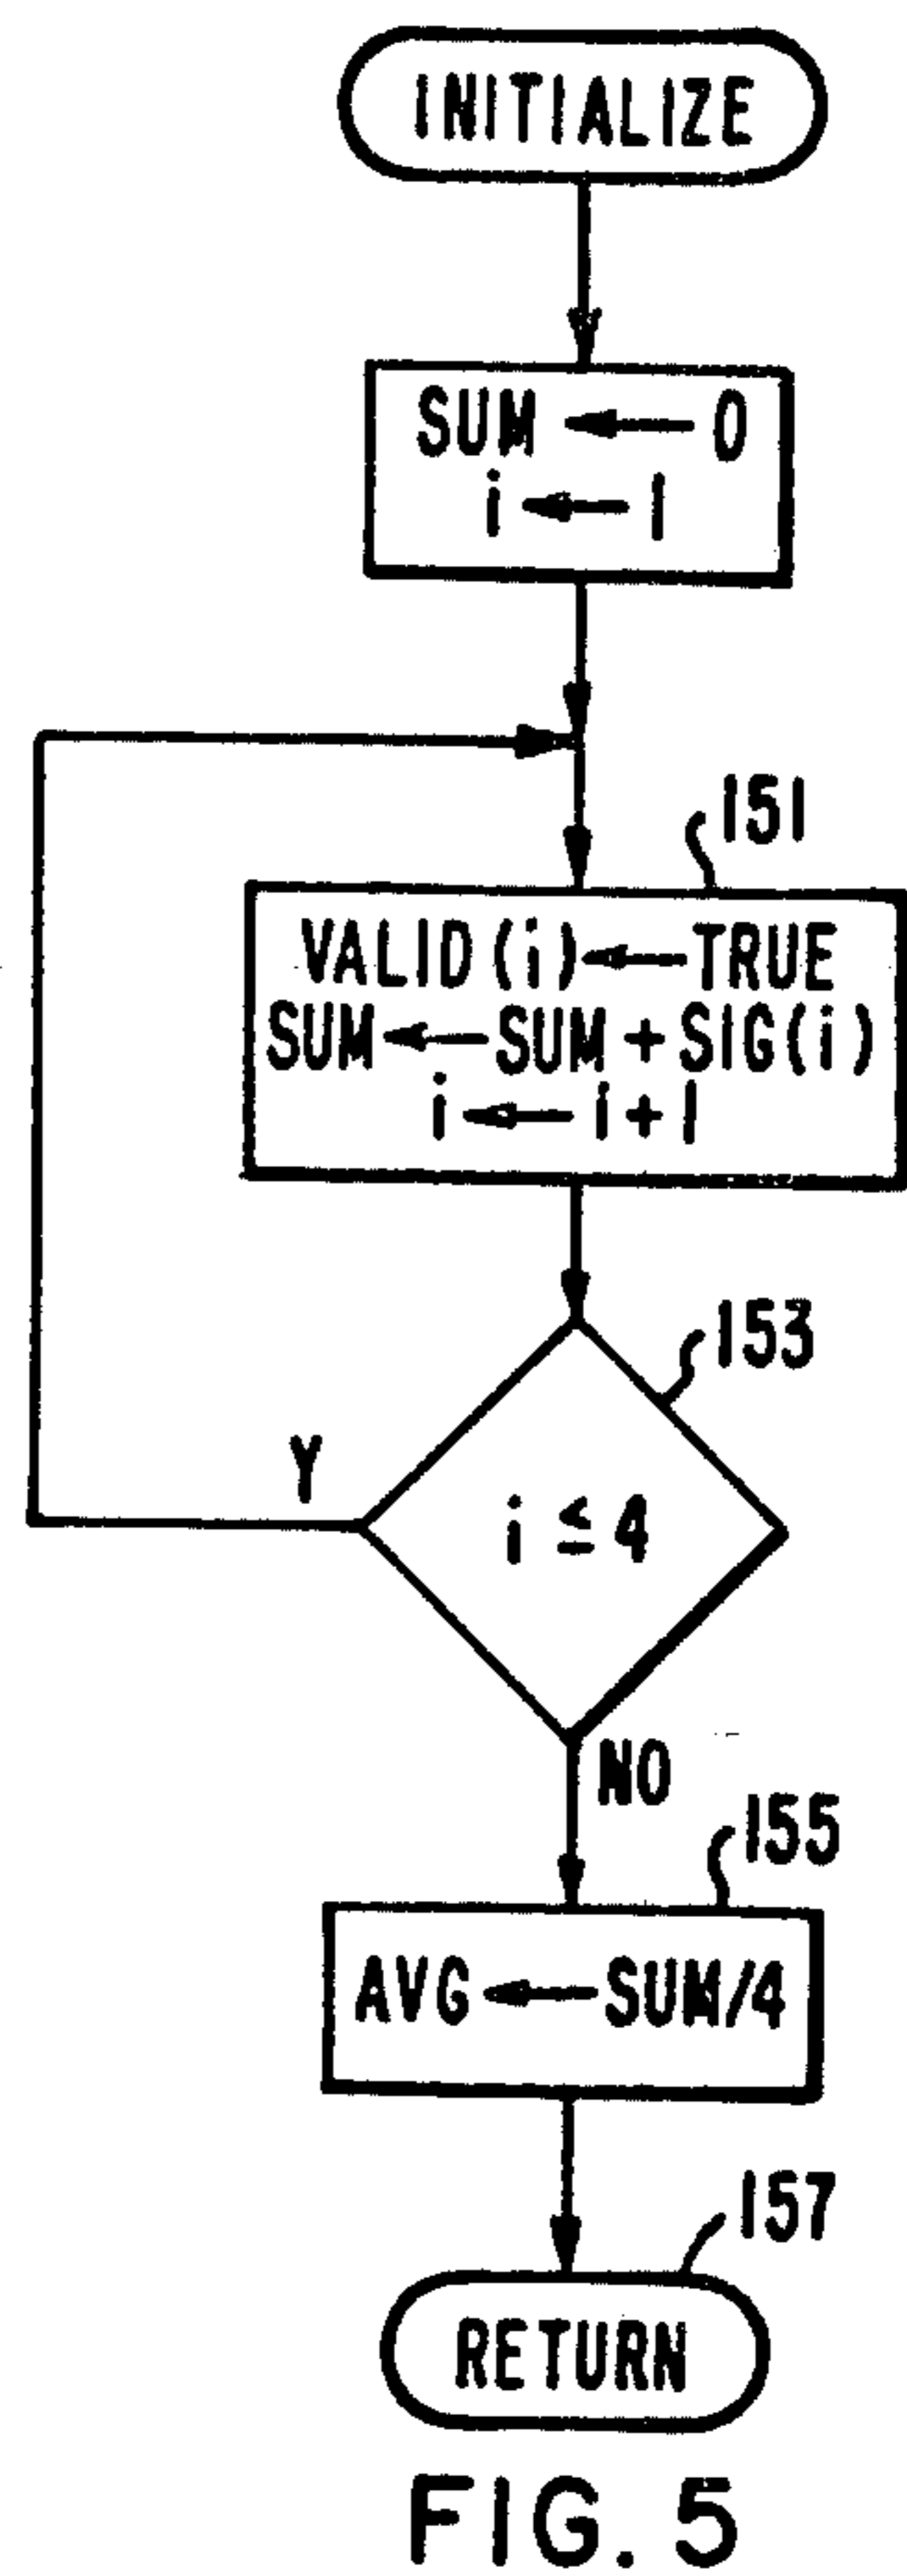 INITIALIZE
SUM ← 0
i ← 1
151
VALID(i) ← TRUE
SUM ← SUM + SIG(i)
i ← i + 1
153
Y
i ≤ 4
NO
155
AVG ← SUM/4
157
RETURN
FIG. 5